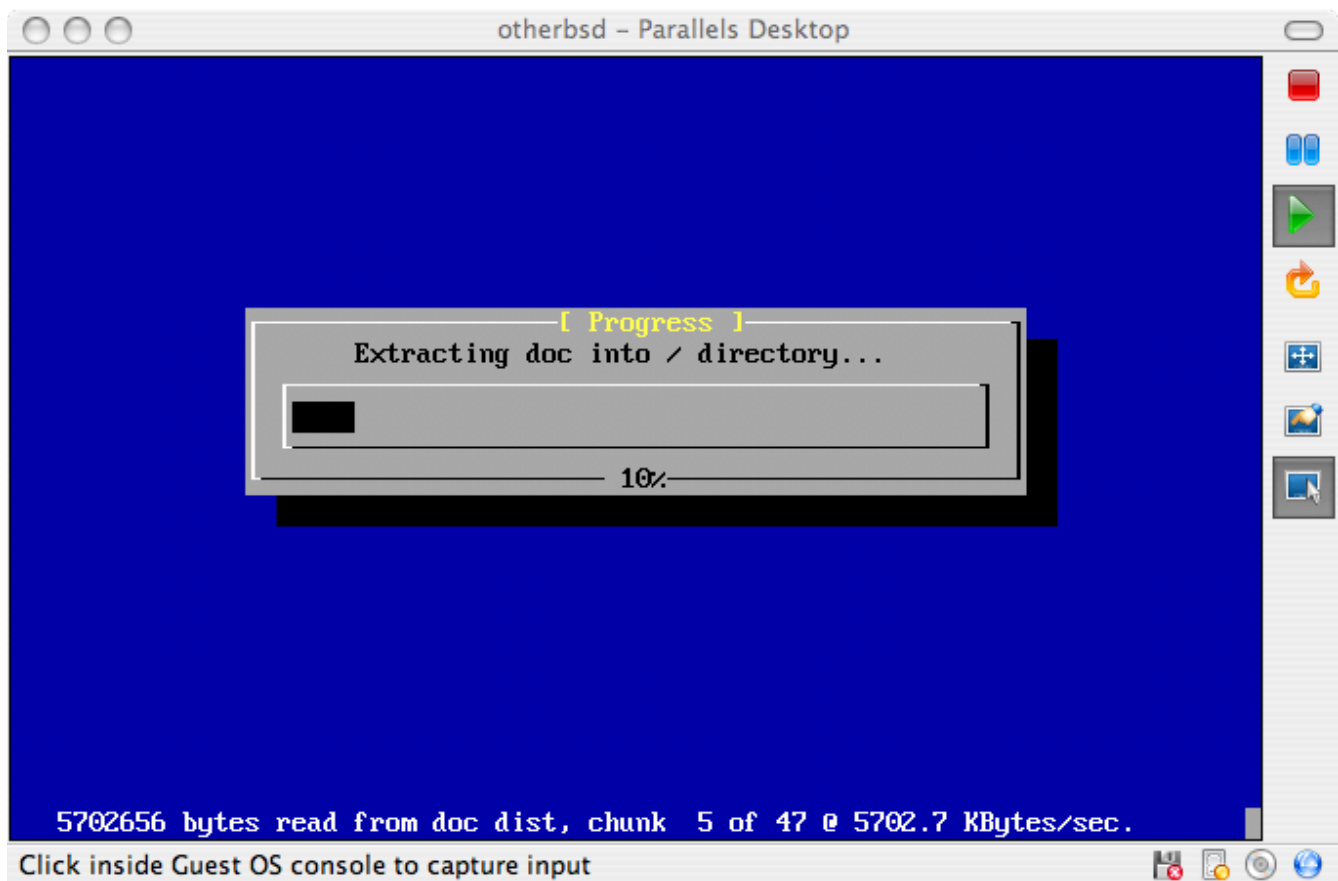 otherbsd – Parallels Desktop
[ Progress ]
Extracting doc into / directory...
10%
5702656 bytes read from doc dist, chunk  5 of 47 @ 5702.7 KBytes/sec.
Click inside Guest OS console to capture input